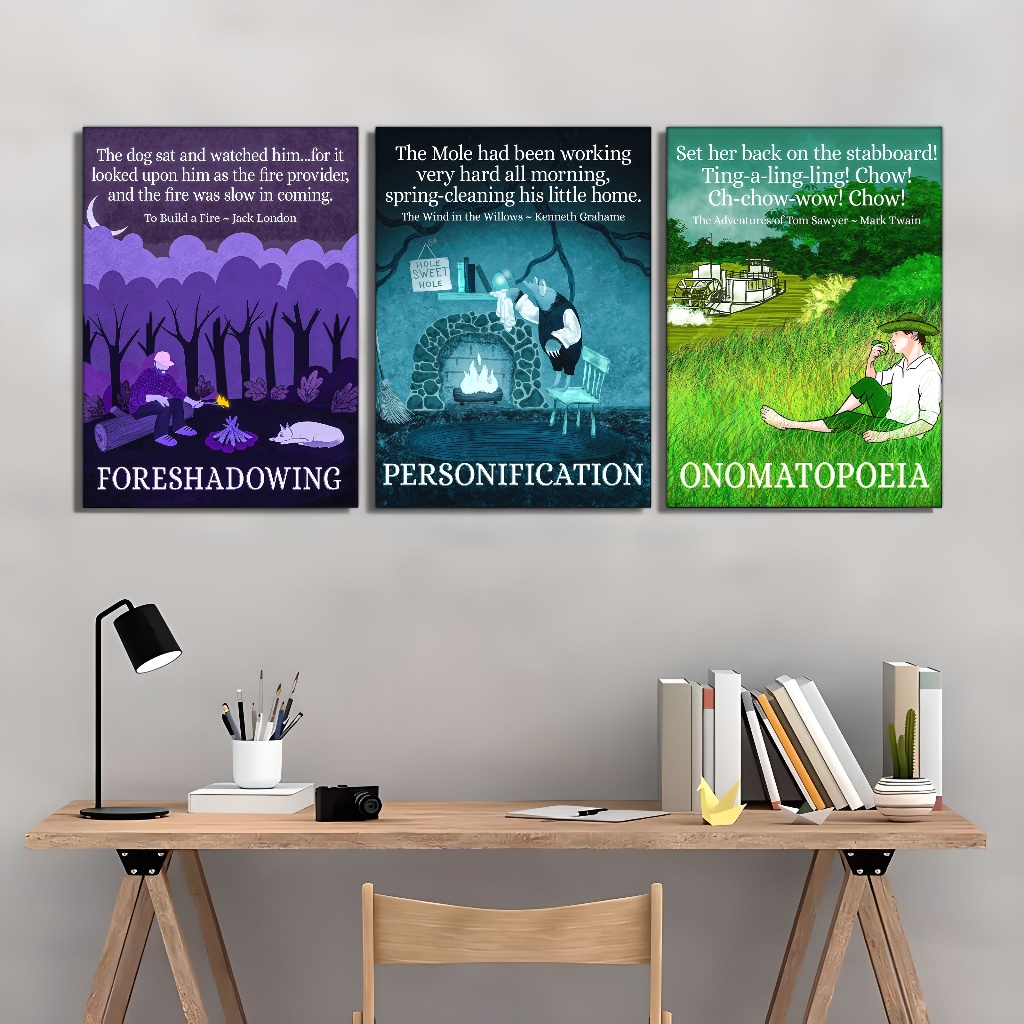 The dog sat and watched him...for it
looked upon him as the fire provider,
and the fire was slow in coming.
To Build a Fire ~ Jack London
FORESHADOWING
The Mole had been working
very hard all morning,
spring-cleaning his little home.
The Wind in the Willows ~ Kenneth Grahame
HOLE
SWEET
HOLE
PERSONIFICATION
Set her back on the stabboard!
Ting-a-ling-ling! Chow!
Ch-chow-wow! Chow!
The Adventures of Tom Sawyer ~ Mark Twain
ONOMATOPOEIA